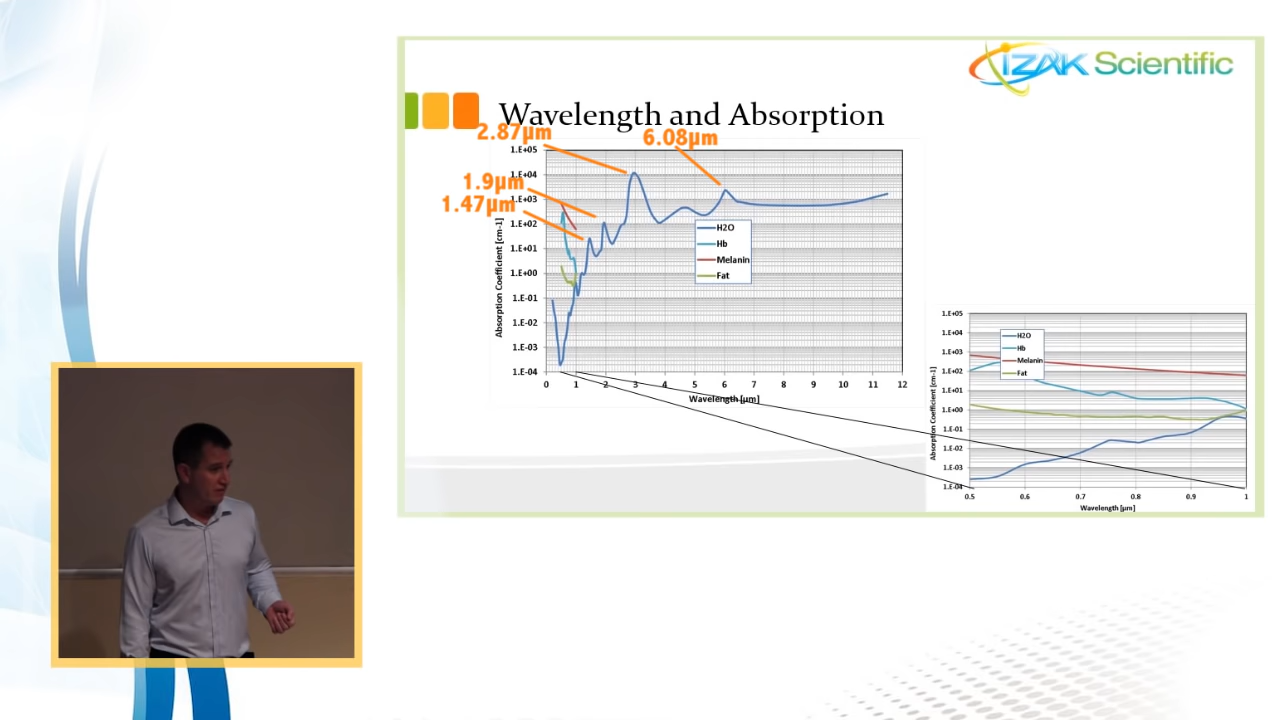 IZAK Scientific
Wavelength and Absorption
2.87µm
6.08µm
1.9µm
1.47µm
1.E+05
1.E+04
1.E+03
1.E+02
1.E+01
1.E+00
1.E-01
1.E-02
1.E-03
1.E-04
Absorption Coefficient [cm-1]
H2O
Hb
Melanin
Fat
0 1 2 3 4 5 6 7 8 9 10 11 12
Wavelength [µm]
1.E+05
1.E+04
1.E+03
1.E+02
1.E+01
1.E+00
1.E-01
1.E-02
1.E-03
1.E-04
Absorption Coefficient [cm-1]
H2O
Hb
Melanin
Fat
0.5 0.6 0.7 0.8 0.9 1
Wavelength [µm]